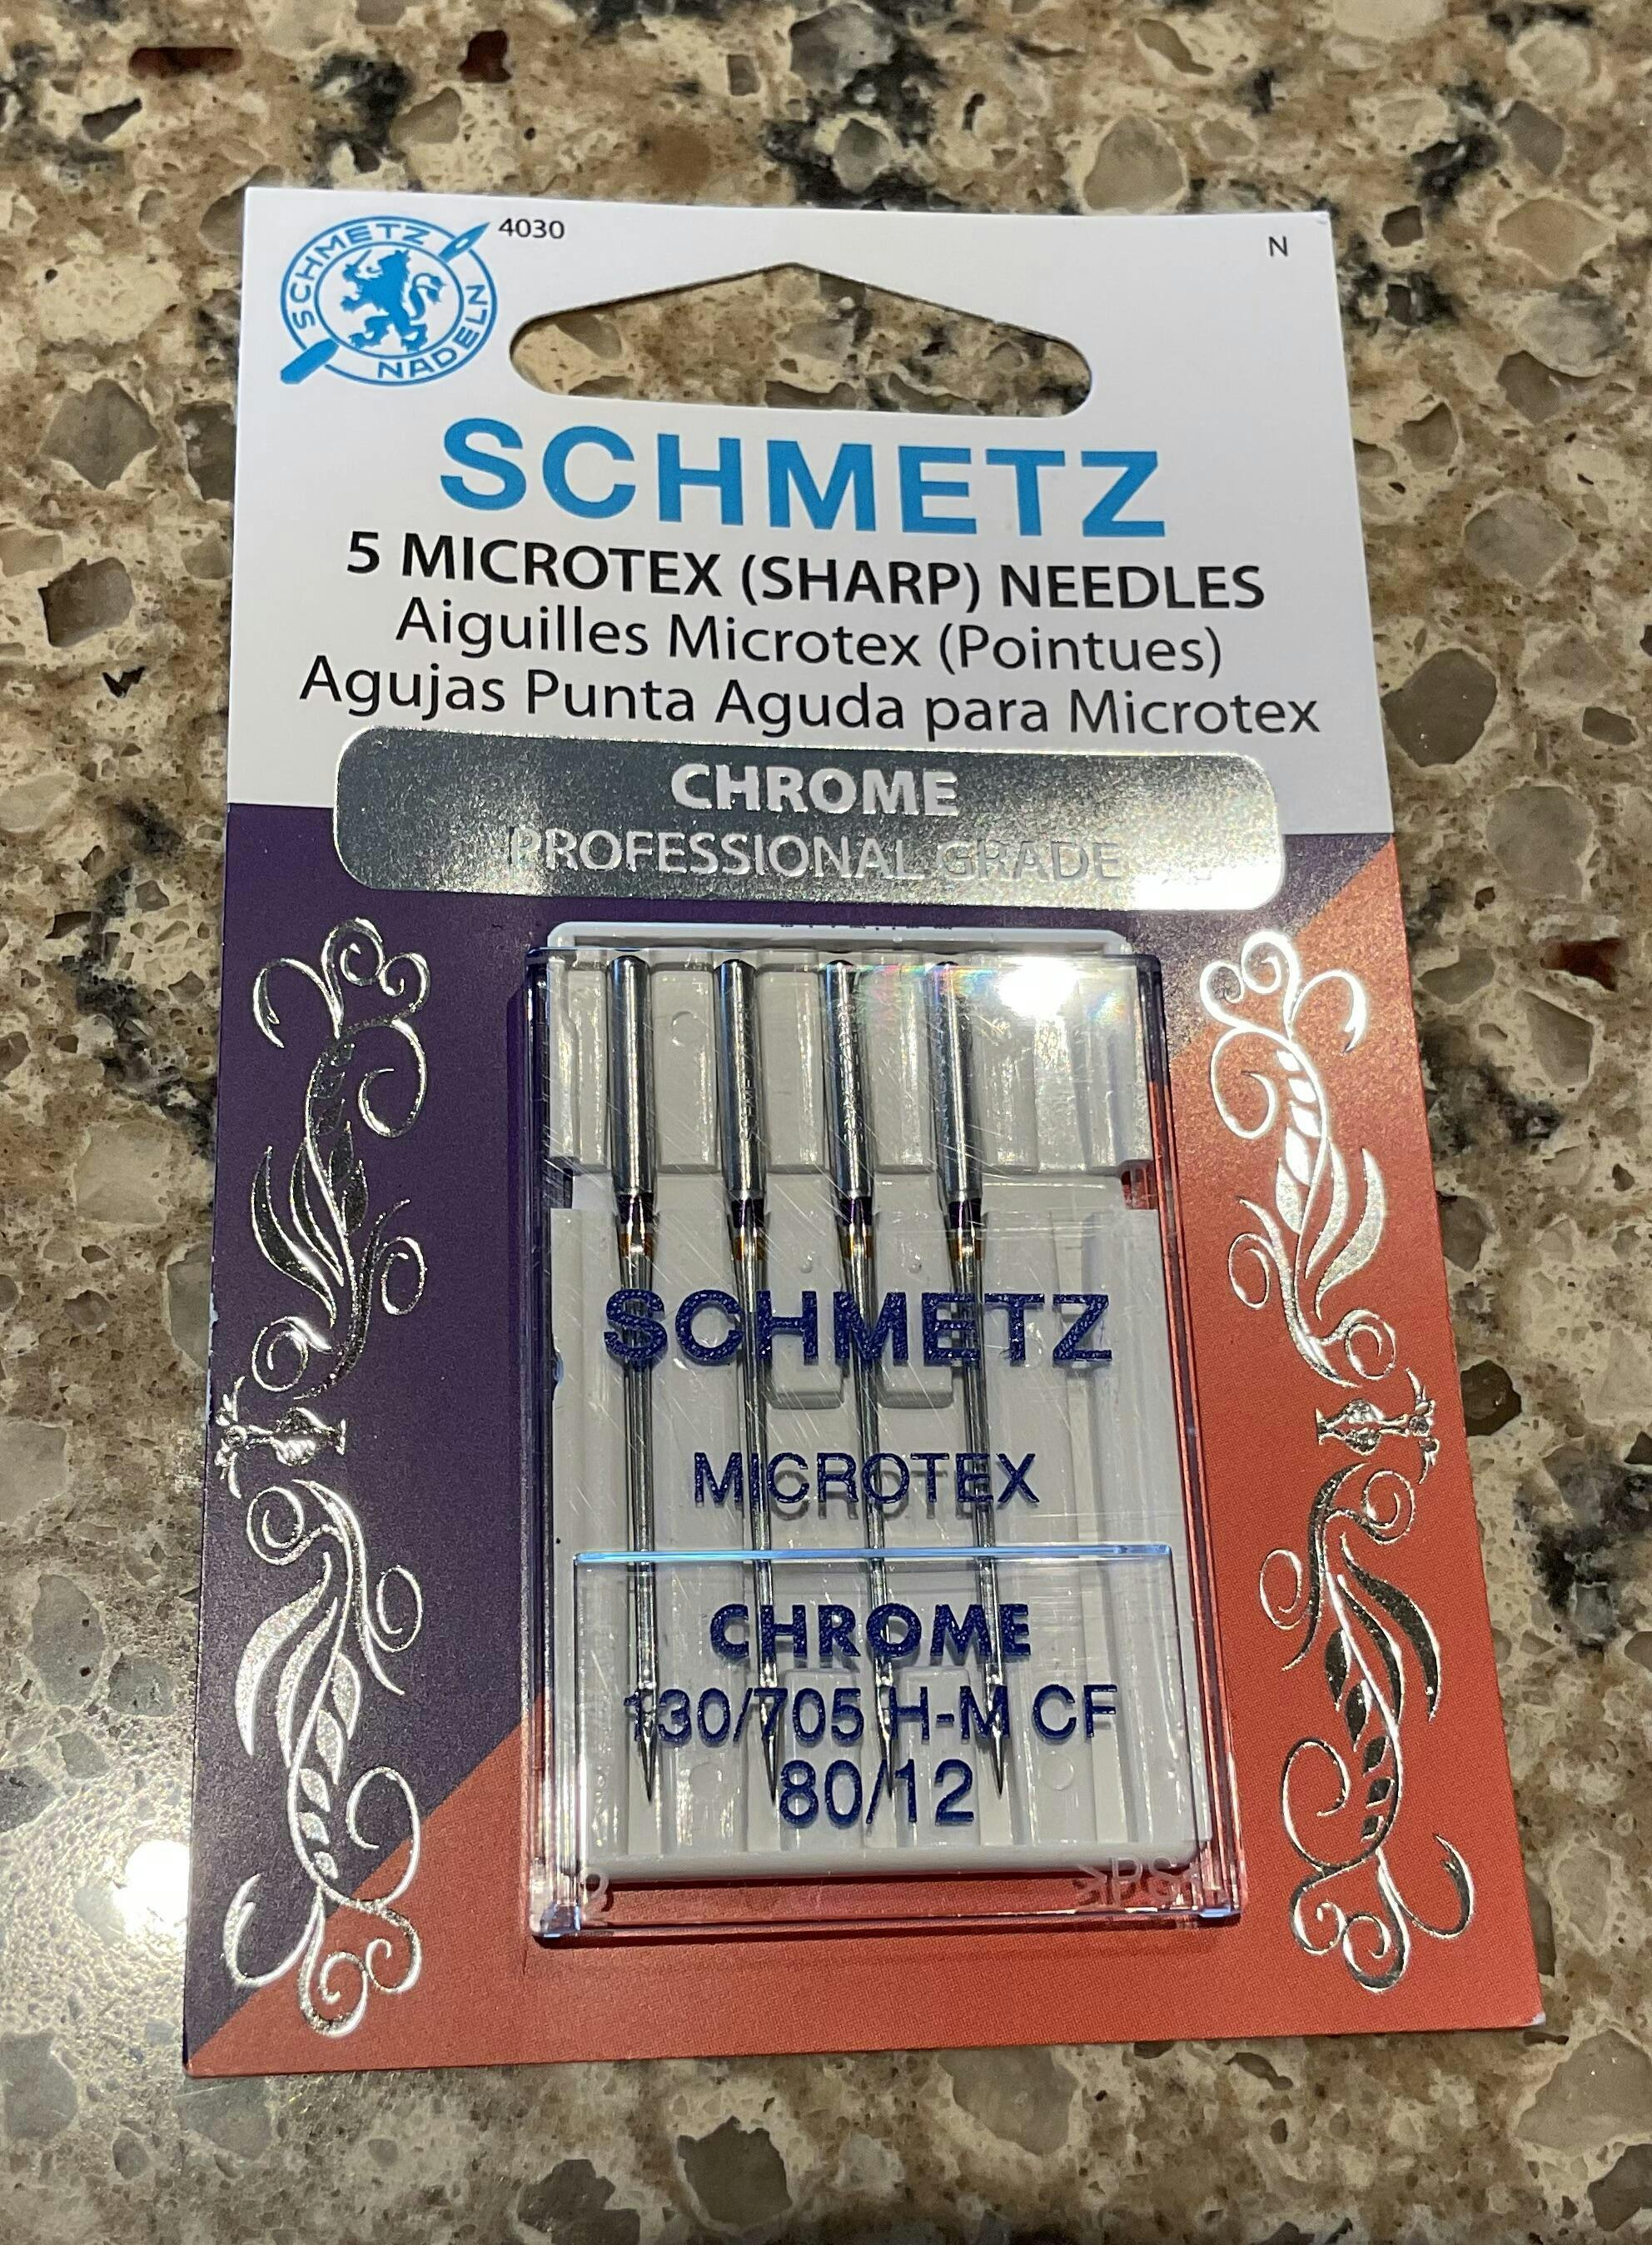 SCHMETZ
NADELN
4030
N
SCHMETZ
5 MICROTEX (SHARP) NEEDLES
Aiguilles Microtex (Pointues)
Agujas Punta Aguda para Microtex
CHROME
PROFESSIONAL GRADE
SCHMETZ
MICROTEX
CHROME
130/705 H-M CF
80/12